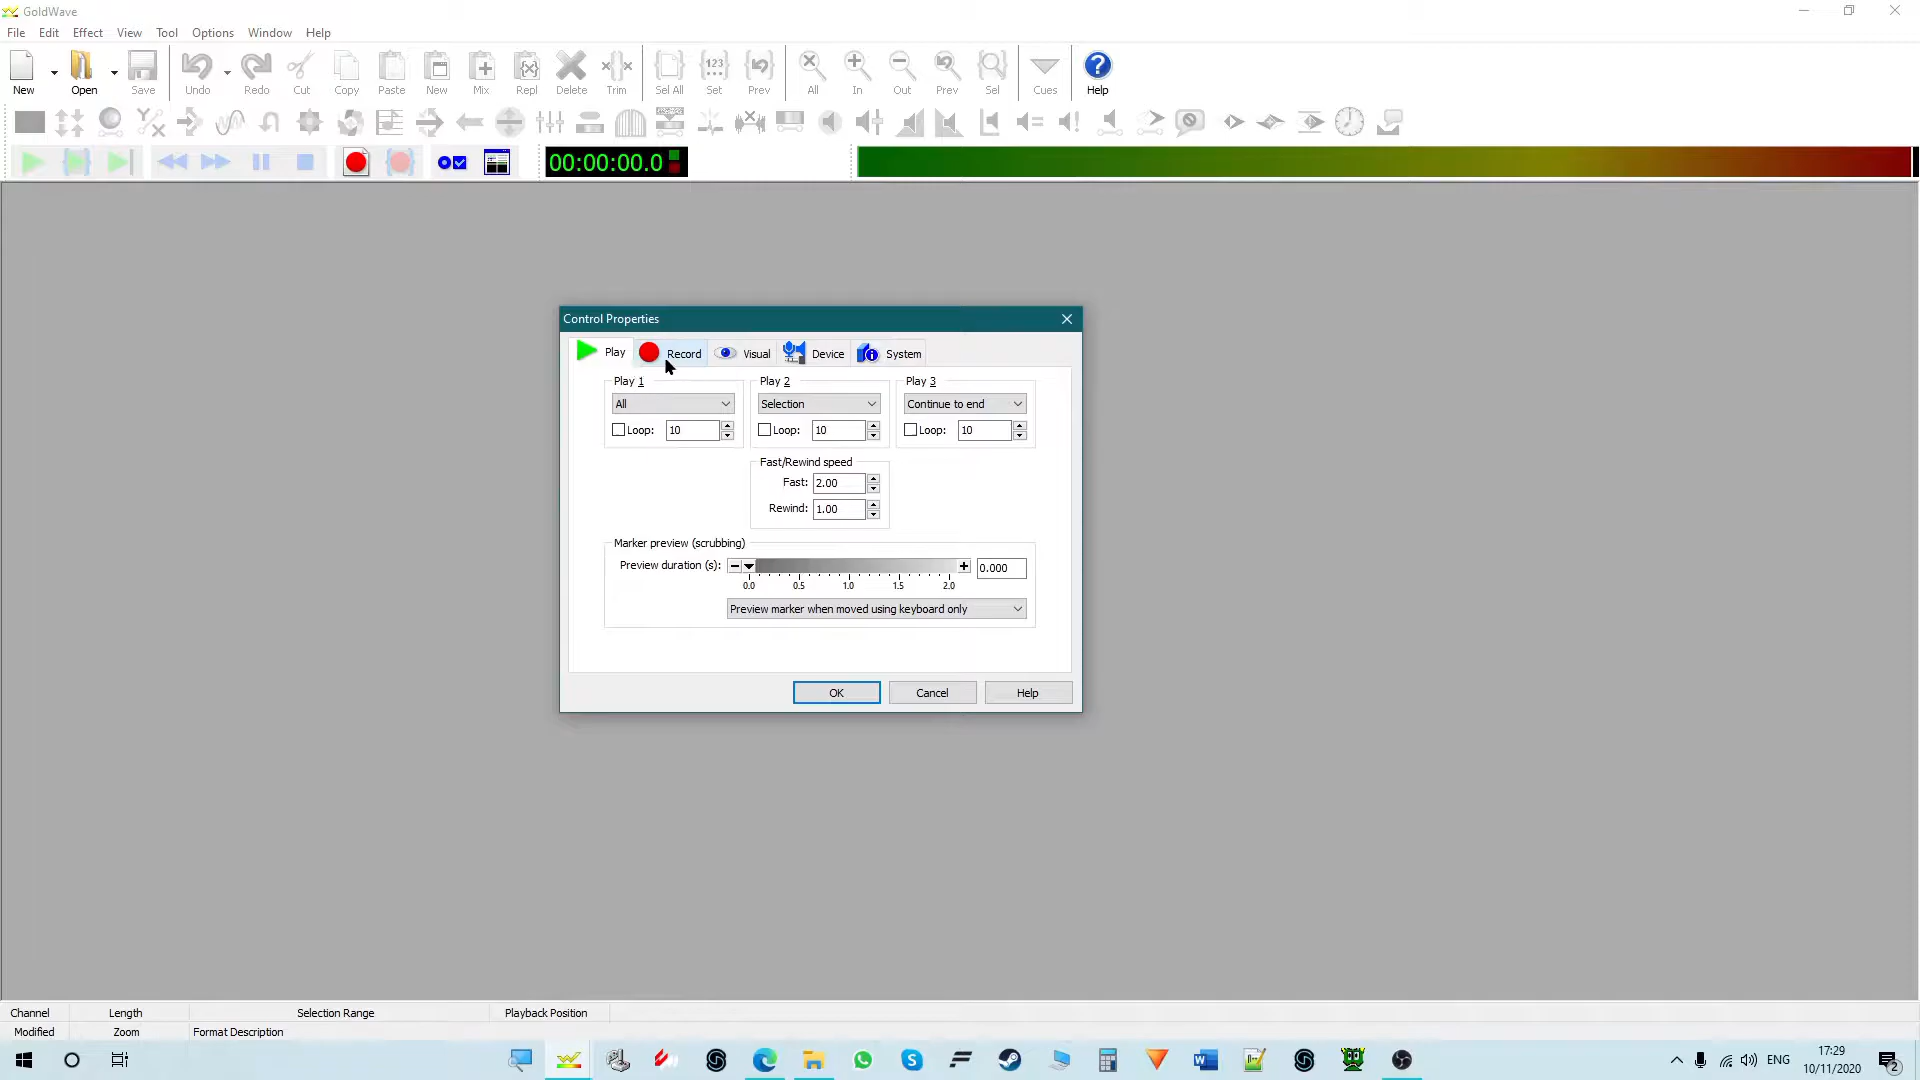 GoldWave
File Edit Effect View Tool Options Window Help
New Open Save Undo Redo Cut Copy Paste New Mix Repl Delete Trim Sel All Set Prev All In Out Prev Sel Cues Help
00:00:00.0
Control Properties
Play Record Visual Device System
Play 1 Play 2 Play 3
All Selection Continue to end
Loop: 10 Loop: 10 Loop: 10
Fast/Rewind speed
Fast: 2.00
Rewind: 1.00
Marker preview (scrubbing)
Preview duration (s): 0.000
0.0 0.5 1.0 1.5 2.0
Preview marker when moved using keyboard only
OK Cancel Help
Channel Length Selection Range Playback Position
Modified Zoom Format Description
ENG
17:29
10/11/2020
2